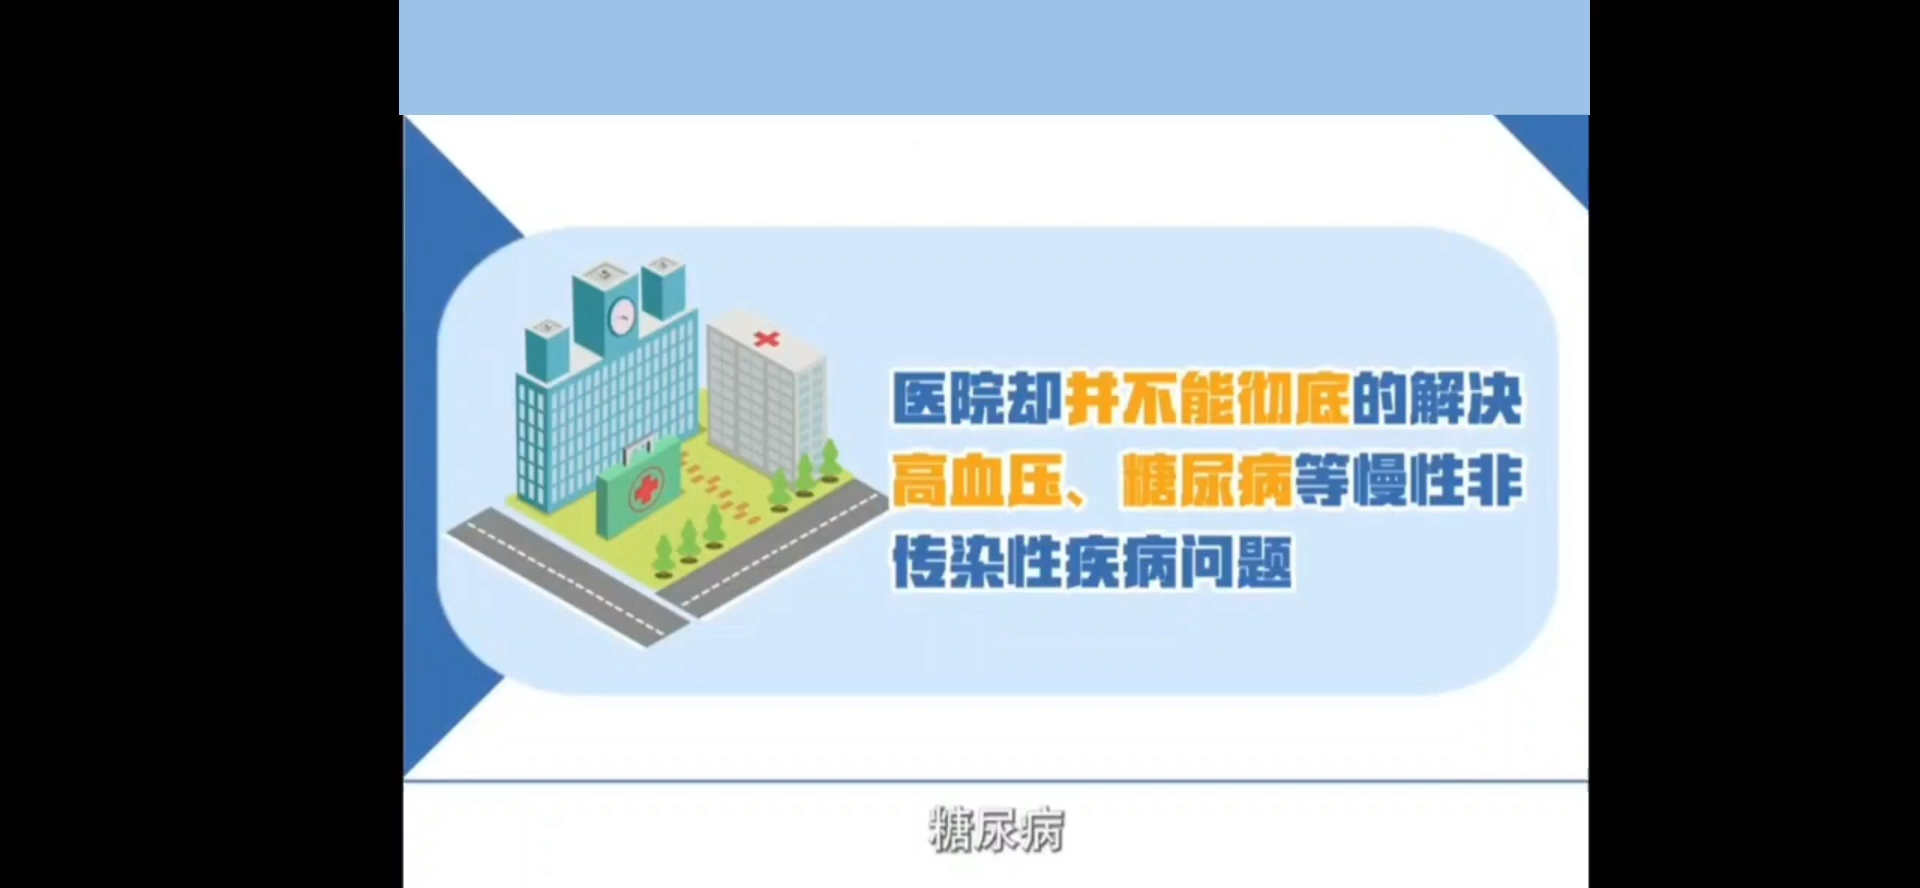 医院却并不能彻底的解决
高血压、糖尿病等慢性非
传染性疾病问题
糖尿病